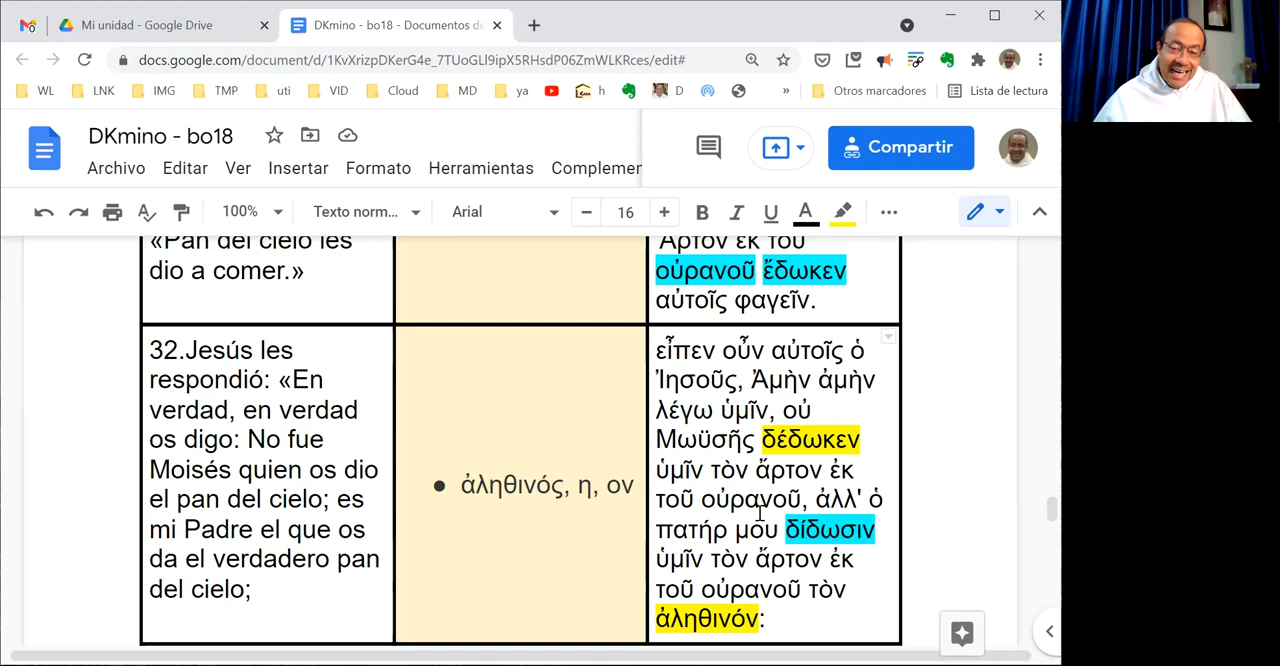 Mi unidad - Google Drive
DKmino - bo18 - Documentos de
docs.google.com/document/d/1KvXrizpDKerG4e_7TUoGLl9ipX5RHsdP06ZmWLKRces/edit#
WL LNK IMG TMP uti VID Cloud MD ya h D » Otros marcadores Lista de lectura
DKmino - bo18
Compartir
Archivo Editar Ver Insertar Formato Herramientas Complemen
100% Texto norm... Arial 16 B I U A
«Pan del cielo les
dio a comer.»
Ἄρτον ἐκ τοῦ
οὐρανοῦ ἔδωκεν
αὐτοῖς φαγεῖν.
32.Jesús les
respondió: «En
verdad, en verdad
os digo: No fue
Moisés quien os dio
el pan del cielo; es
mi Padre el que os
da el verdadero pan
del cielo;
● ἀληθινός, η, ον
εἶπεν οὖν αὐτοῖς ὁ
Ἰησοῦς, Ἀμὴν ἀμὴν
λέγω ὑμῖν, οὐ
Μωϋσῆς δέδωκεν
ὑμῖν τὸν ἄρτον ἐκ
τοῦ οὐρανοῦ, ἀλλ' ὁ
πατήρ μου δίδωσιν
ὑμῖν τὸν ἄρτον ἐκ
τοῦ οὐρανοῦ τὸν
ἀληθινόν: